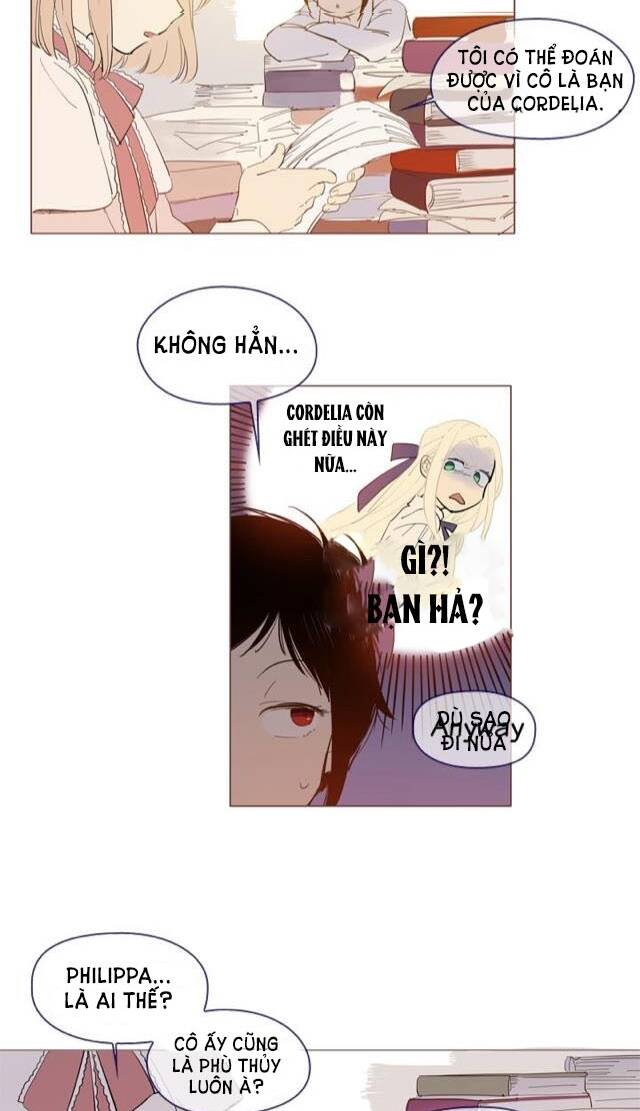 TÔI CÓ THỂ ĐOÁN
ĐƯỢC VÌ CÔ LÀ BẠN
CỦA CORDELIA.
KHÔNG HẲN...
CORDELIA CÒN
GHÉT ĐIỀU NÀY
NỮA...
GÌ?!
BẠN HẢ?
DÙ SAO
Anyway
ĐI NỮA
PHILIPPA...
LÀ AI THẾ?
CÔ ẤY CŨNG
LÀ PHÙ THỦY
LUÔN À?